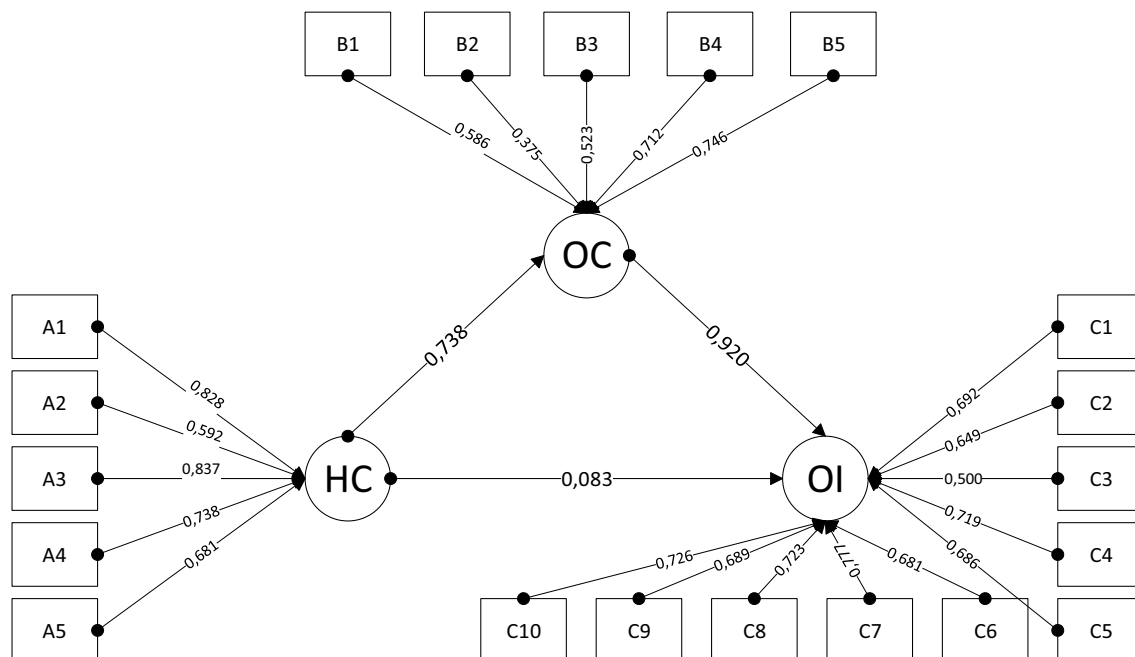 B1
B2
B3
B4
B5
0,586
0,375
0,523
0,712
0,746
OC
A1
A2
A3
A4
A5
0,828
0,592
0,837
0,738
0,681
HC
0,738
0,920
0,083
OI
C1
C2
C3
C4
C5
0,692
0,649
0,500
0,719
0,686
0,726
0,689
0,723
0,777
0,681
C10
C9
C8
C7
C6